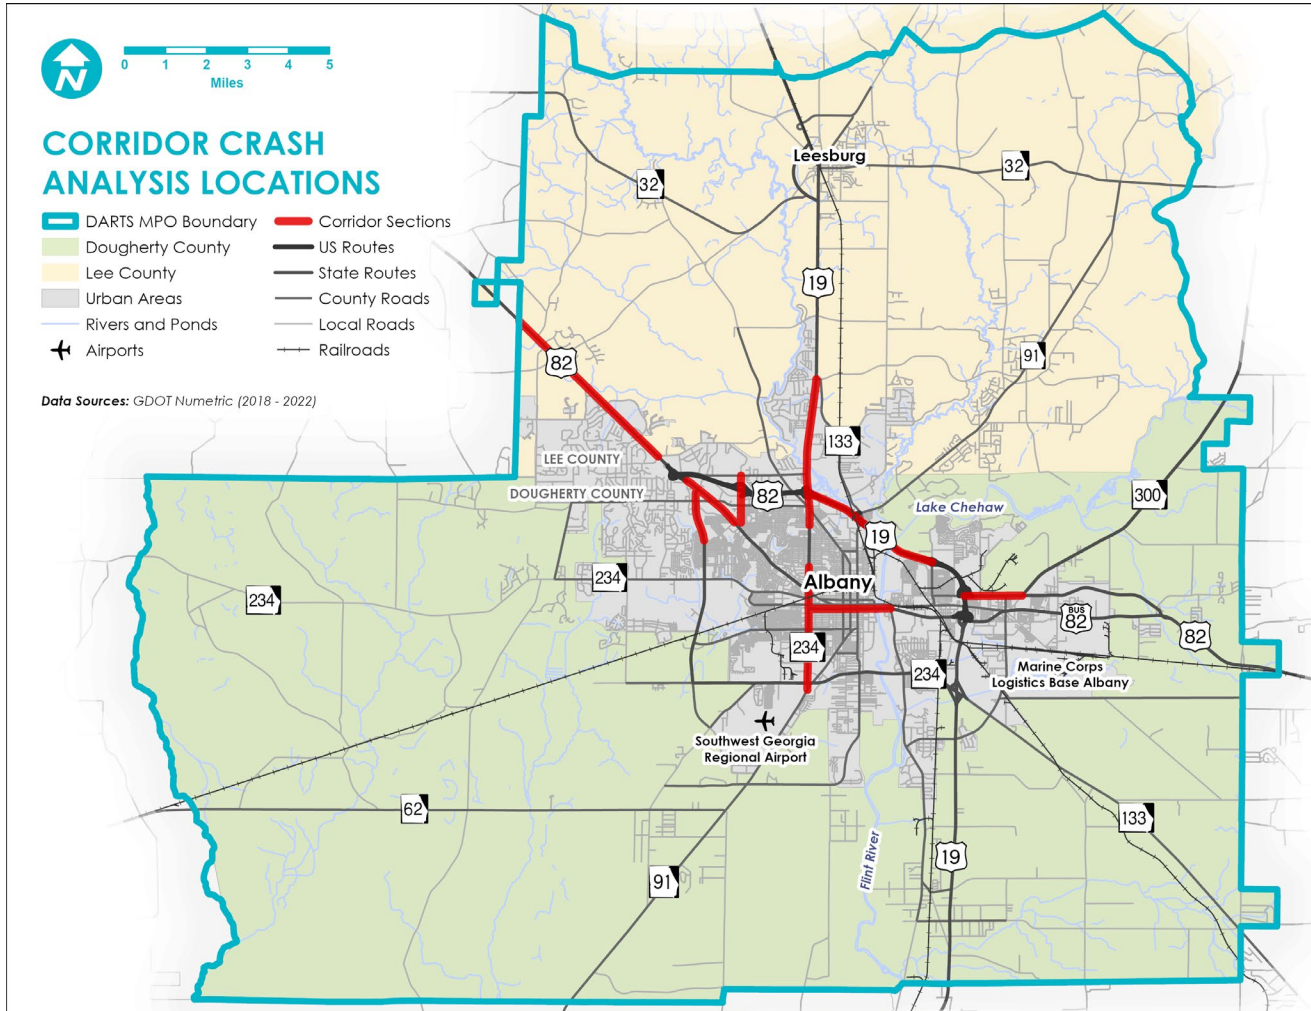 N
0 1 2 3 4 5
Miles
CORRIDOR CRASH
ANALYSIS LOCATIONS
DARTS MPO Boundary
Dougherty County
Lee County
Urban Areas
Rivers and Ponds
Airports
Corridor Sections
US Routes
State Routes
County Roads
Local Roads
Railroads
Data Sources: GDOT Numetric (2018 - 2022)
Leesburg
32
32
19
82
91
133
LEE COUNTY
DOUGHERTY COUNTY
82
300
Lake Chehaw
19
234
234
Albany
BUS
82
82
234
234
Marine Corps
Logistics Base Albany
Southwest Georgia
Regional Airport
62
133
Flint River
19
91